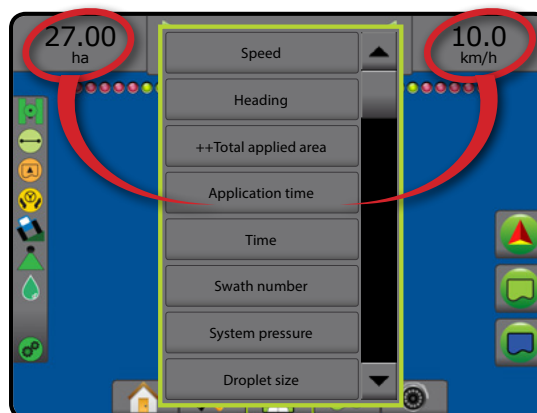 27.00
ha
10.0
km/h
Speed
Heading
++Total applied area
Application time
Time
Swath number
System pressure
Droplet size